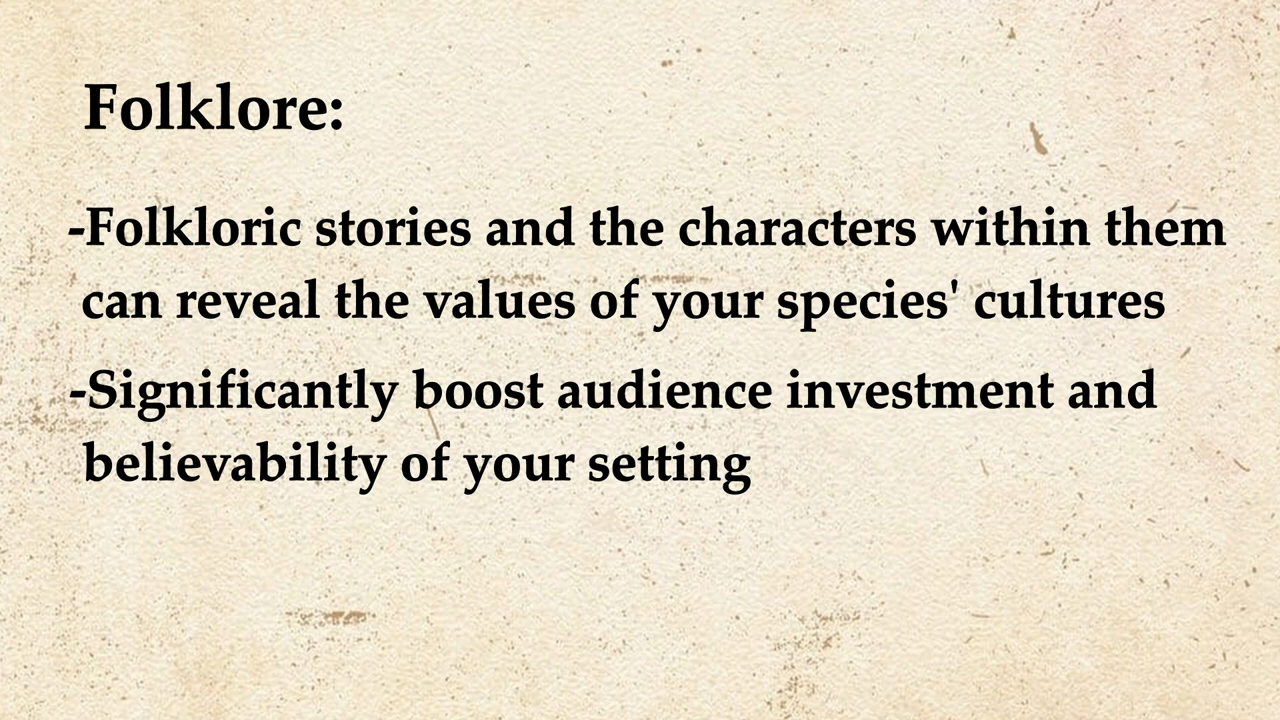 Folklore:
-Folkloric stories and the characters within them
can reveal the values of your species' cultures
-Significantly boost audience investment and
believability of your setting